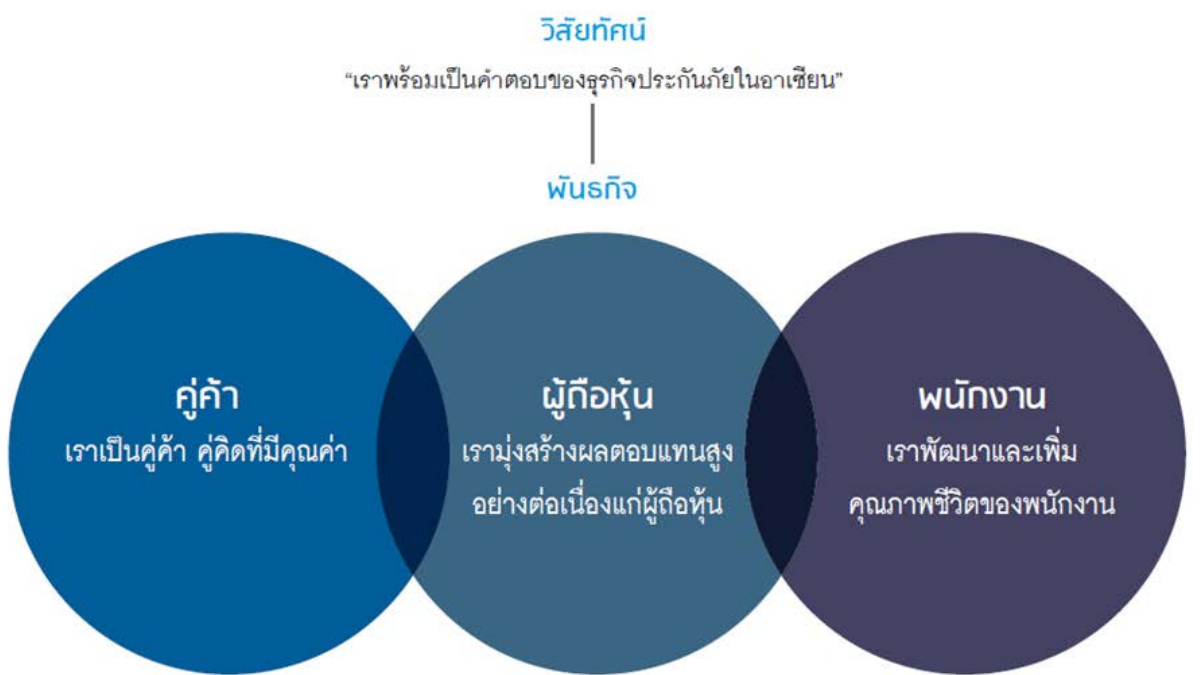 วิสัยทัศน์
“เราพร้อมเป็นคำตอบของธุรกิจประกันภัยในอาเซียน”
พันธกิจ
คู่ค้า
เราเป็นคู่ค้า คู่คิดที่มีคุณค่า
ผู้ถือหุ้น
เรามุ่งสร้างผลตอบแทนสูง
อย่างต่อเนื่องแก่ผู้ถือหุ้น
พนักงาน
เราพัฒนาและเพิ่ม
คุณภาพชีวิตของพนักงาน